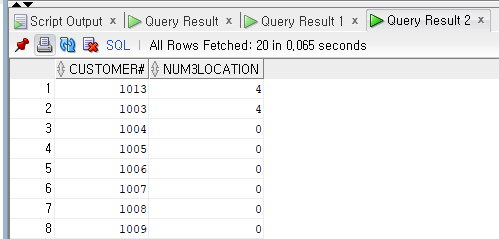 Script Output x Query Result x Query Result 1 x Query Result 2 x
SQL | All Rows Fetched: 20 in 0,065 seconds
CUSTOMER# NUM3LOCATION
1 1013 4
2 1003 4
3 1004 0
4 1005 0
5 1006 0
6 1007 0
7 1008 0
8 1009 0